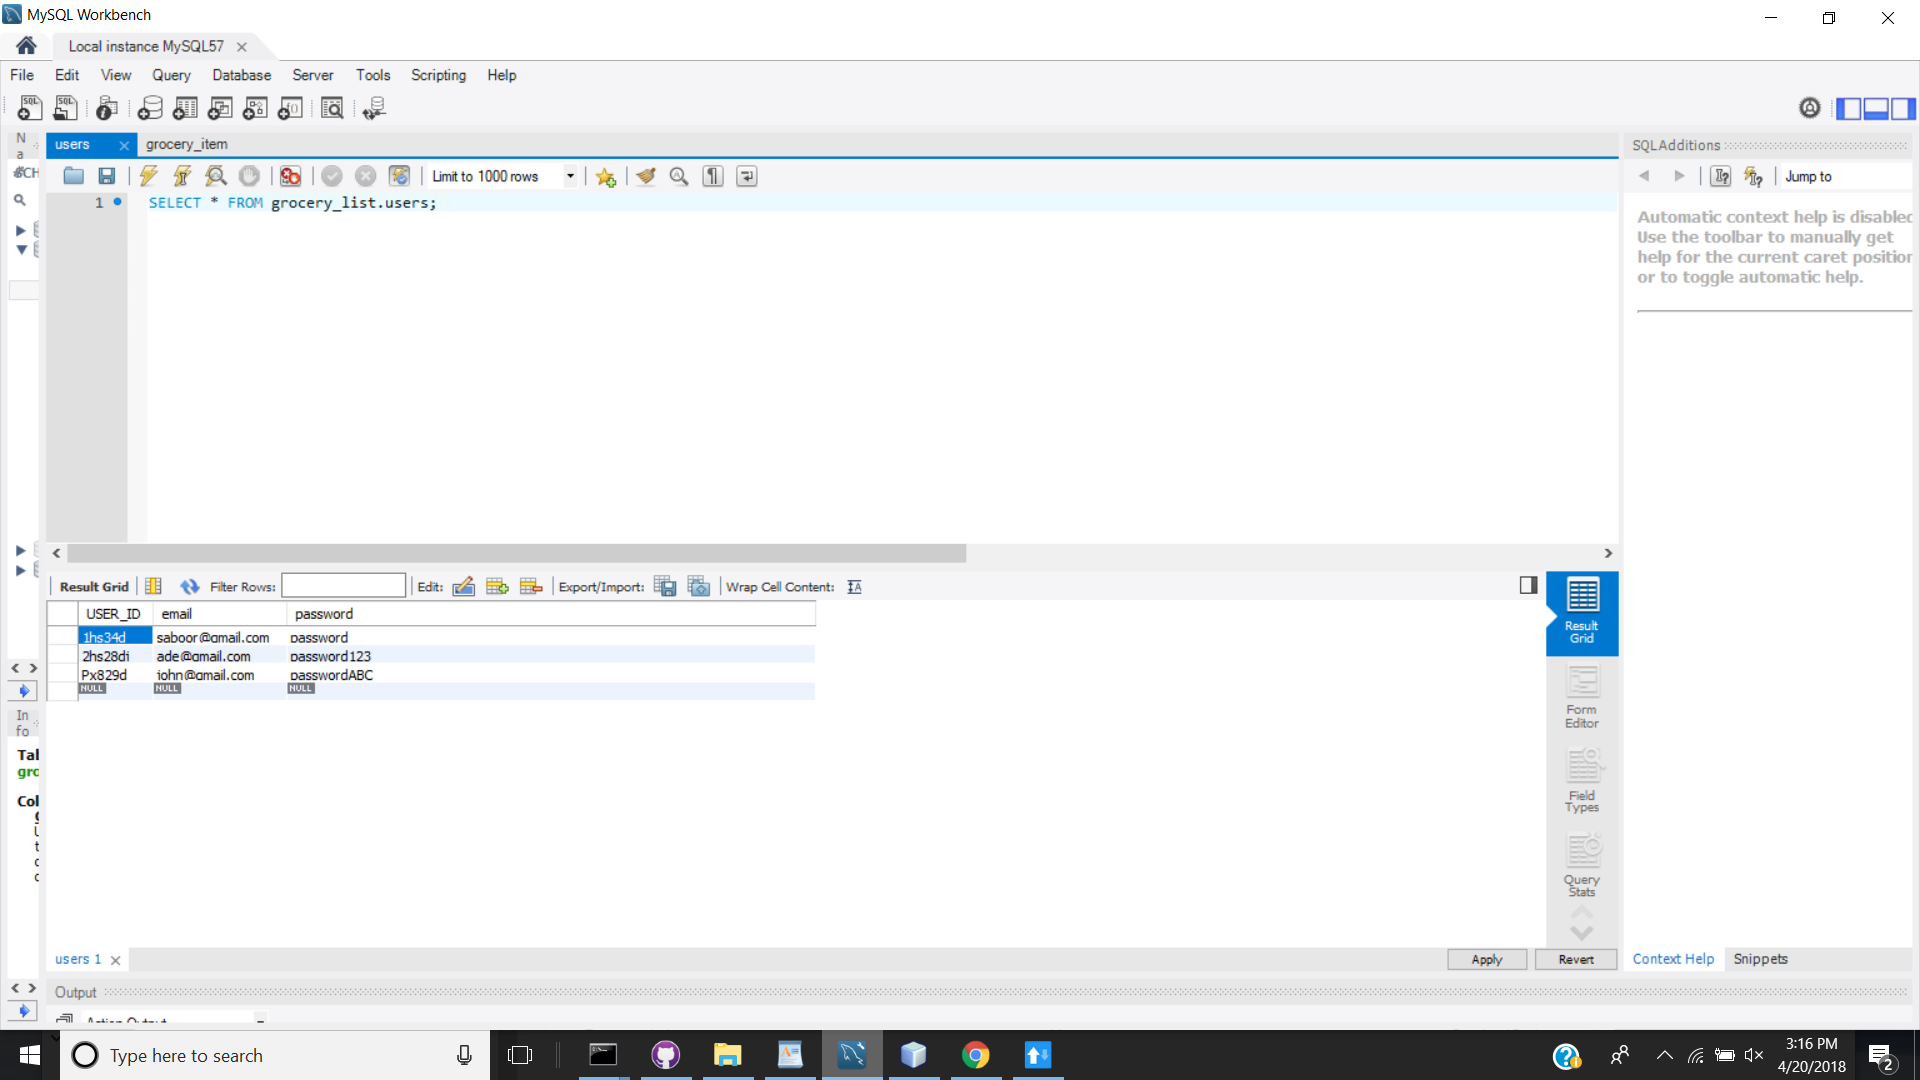 MySQL Workbench
Local instance MySQL57
File Edit View Query Database Server Tools Scripting Help
N
a
users
grocery_item
Limit to 1000 rows
1 SELECT * FROM grocery_list.users;
SQLAdditions
Jump to
Automatic context help is disabled
Use the toolbar to manually get
help for the current caret position
or to toggle automatic help.
Result Grid Filter Rows: Edit: Export/Import: Wrap Cell Content:
USER_ID email password
1hs34d saboor@gmail.com password
2hs28di ade@gmail.com password123
Px829d john@gmail.com passwordABC
NULL NULL NULL
Result
Grid
Form
Editor
Field
Types
Query
Stats
In
fo
Tal
grc
Col
users 1
Apply Revert
Context Help Snippets
Output
Action Output
Type here to search
3:16 PM
4/20/2018
2